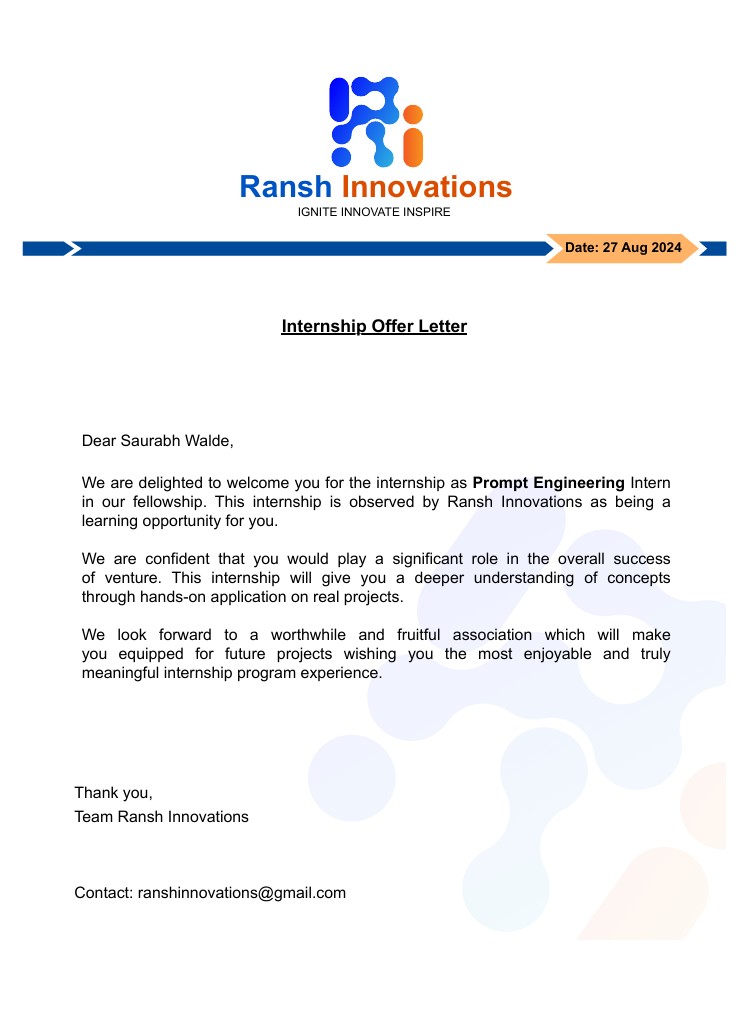 Ransh Innovations
IGNITE INNOVATE INSPIRE
Date: 27 Aug 2024
Internship Offer Letter
Dear Saurabh Walde,
We are delighted to welcome you for the internship as Prompt Engineering Intern
in our fellowship. This internship is observed by Ransh Innovations as being a
learning opportunity for you.
We are confident that you would play a significant role in the overall success
of venture. This internship will give you a deeper understanding of concepts
through hands-on application on real projects.
We look forward to a worthwhile and fruitful association which will make
you equipped for future projects wishing you the most enjoyable and truly
meaningful internship program experience.
Thank you,
Team Ransh Innovations
Contact: ranshinnovations@gmail.com